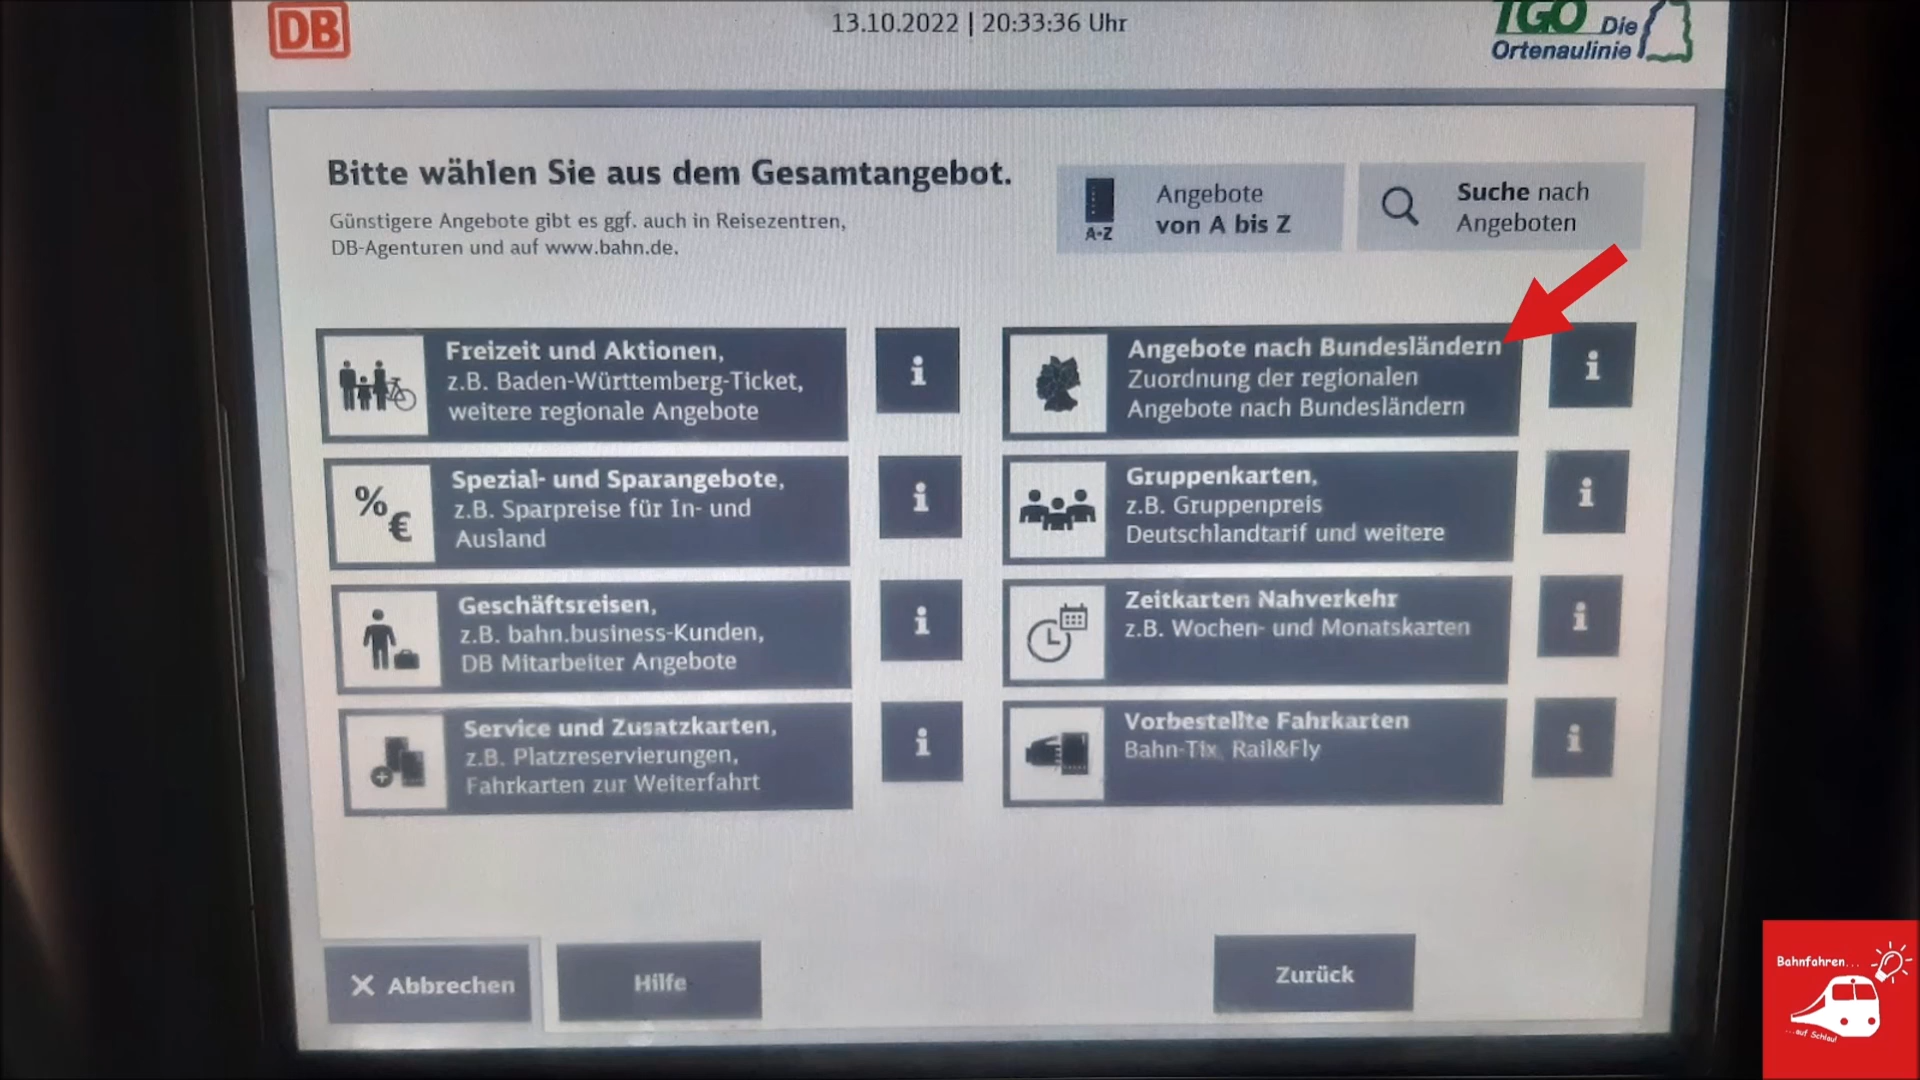 DB
13.10.2022 | 20:33:36 Uhr
TGO Die
Ortenaulinie
Bitte wählen Sie aus dem Gesamtangebot.
Günstigere Angebote gibt es ggf. auch in Reisezentren,
DB-Agenturen und auf www.bahn.de.
A-Z
Angebote
von A bis Z
Suche nach
Angeboten
Freizeit und Aktionen,
z.B. Baden-Württemberg-Ticket,
weitere regionale Angebote
i
Angebote nach Bundesländern
Zuordnung der regionalen
Angebote nach Bundesländern
i
% €
Spezial- und Sparangebote,
z.B. Sparpreise für In- und
Ausland
i
Gruppenkarten,
z.B. Gruppenpreis
Deutschlandtarif und weitere
i
Geschäftsreisen,
z.B. bahn.business-Kunden,
DB Mitarbeiter Angebote
i
Zeitkarten Nahverkehr
z.B. Wochen- und Monatskarten
i
Service und Zusatzkarten,
z.B. Platzreservierungen,
Fahrkarten zur Weiterfahrt
i
Vorbestellte Fahrkarten
Bahn-Tix, Rail&Fly
i
Abbrechen
Hilfe
Zurück
Bahnfahren...
...auf Schlau!